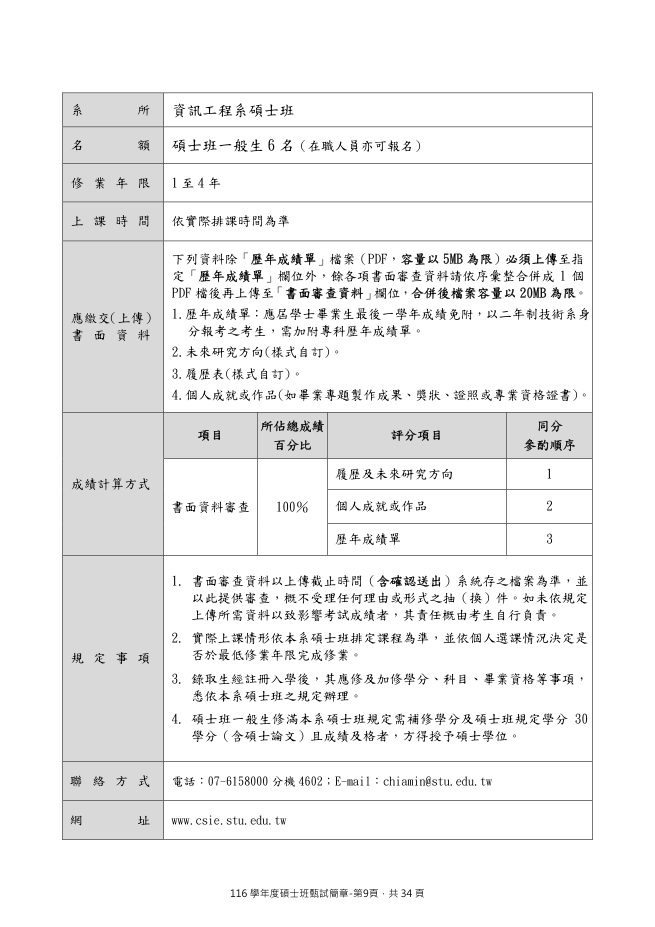 系所 資訊工程系碩士班
名額 碩士班一般生 6 名（在職人員亦可報名）
修業年限 1 至 4 年
上課時間 依實際排課時間為準
應繳交(上傳)
書面資料
下列資料除「歷年成績單」檔案（PDF，容量以 5MB 為限）必須上傳至指
定「歷年成績單」欄位外，餘各項書面審查資料請依序彙整合併成 1 個
PDF 檔後再上傳至「書面審查資料」欄位，合併後檔案容量以 20MB 為限。
1.歷年成績單：應屆學士畢業生最後一學年成績免附，以二年制技術系身
分報考之考生，需加附專科歷年成績單。
2.未來研究方向(樣式自訂)。
3.履歷表(樣式自訂)。
4.個人成就或作品(如畢業專題製作成果、獎狀、證照或專業資格證書)。
成績計算方式
項目 所佔總成績
百分比 評分項目 同分
參酌順序
書面資料審查 100%
履歷及未來研究方向 1
個人成就或作品 2
歷年成績單 3
規定事項
1. 書面審查資料以上傳截止時間（含確認送出）系統存之檔案為準，並
以此提供審查，概不受理任何理由或形式之抽（換）件。如未依規定
上傳所需資料以致影響考試成績者，其責任概由考生自行負責。
2. 實際上課情形依本系碩士班排定課程為準，並依個人選課情況決定是
否於最低修業年限完成修業。
3. 錄取生經註冊入學後，其應修及加修學分、科目、畢業資格等事項，
悉依本系碩士班之規定辦理。
4. 碩士班一般生修滿本系碩士班規定需補修學分及碩士班規定學分 30
學分（含碩士論文）且成績及格者，方得授予碩士學位。
聯絡方式 電話：07-6158000 分機 4602；E-mail：chiamin@stu.edu.tw
網址 www.csie.stu.edu.tw
116 學年度碩士班甄試簡章-第9頁，共 34 頁